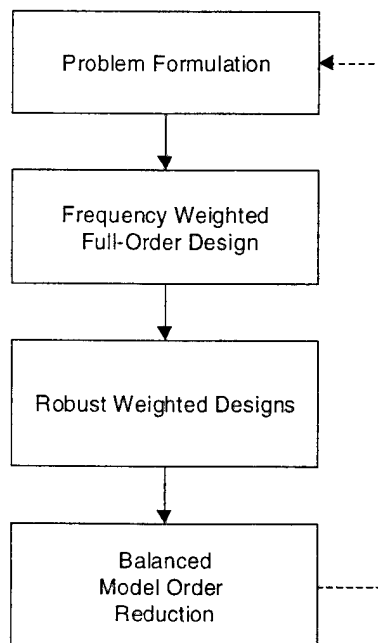 Problem Formulation
Frequency Weighted
Full-Order Design
Robust Weighted Designs
Balanced
Model Order
Reduction